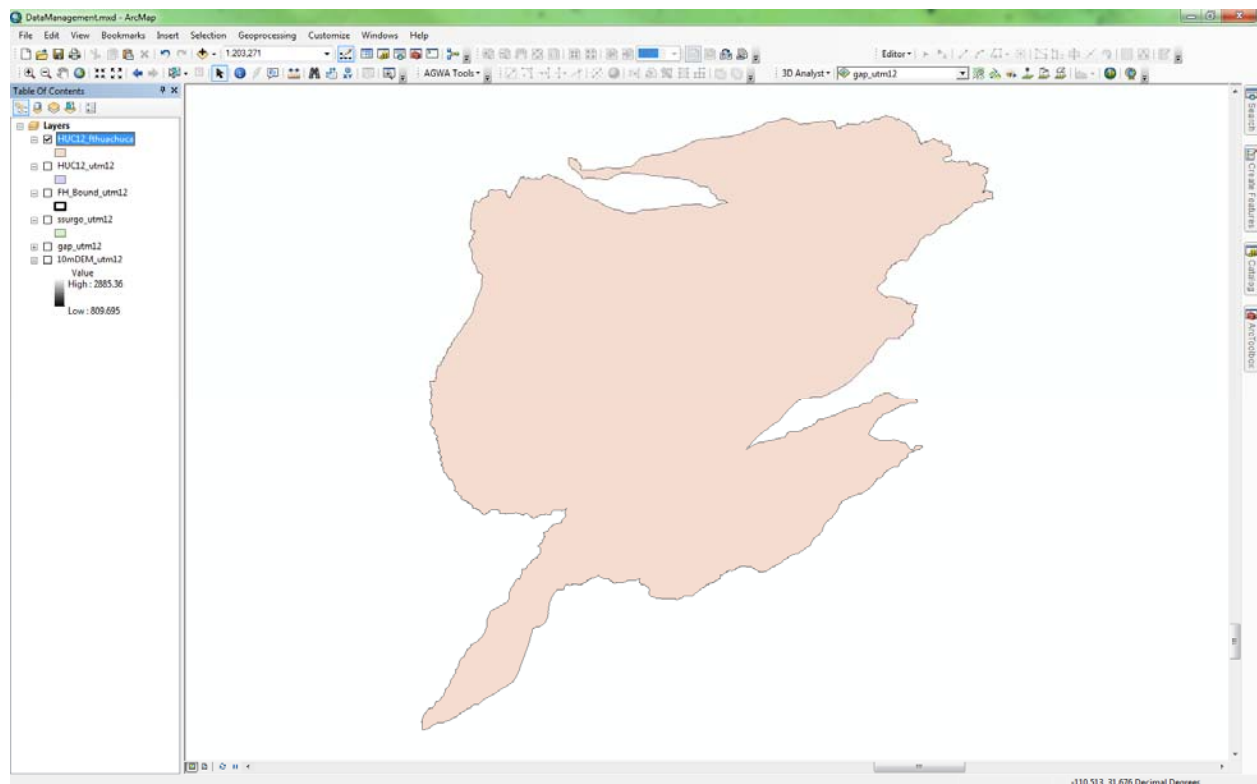 DataManagement.mxd - ArcMap
File Edit View Bookmarks Insert Selection Geoprocessing Customize Windows Help
1:203,271
Editor
AGWA Tools
3D Analyst
gap_utm12
Table Of Contents
Layers
HUC12_fthuachuca
HUC12_utm12
FH_Bound_utm12
ssurgo_utm12
gap_utm12
10mDEM_utm12
Value
High : 2885.36
Low : 809.695
Search
Create Features
Catalog
ArcToolbox
-110.513 31.676 Decimal Degrees